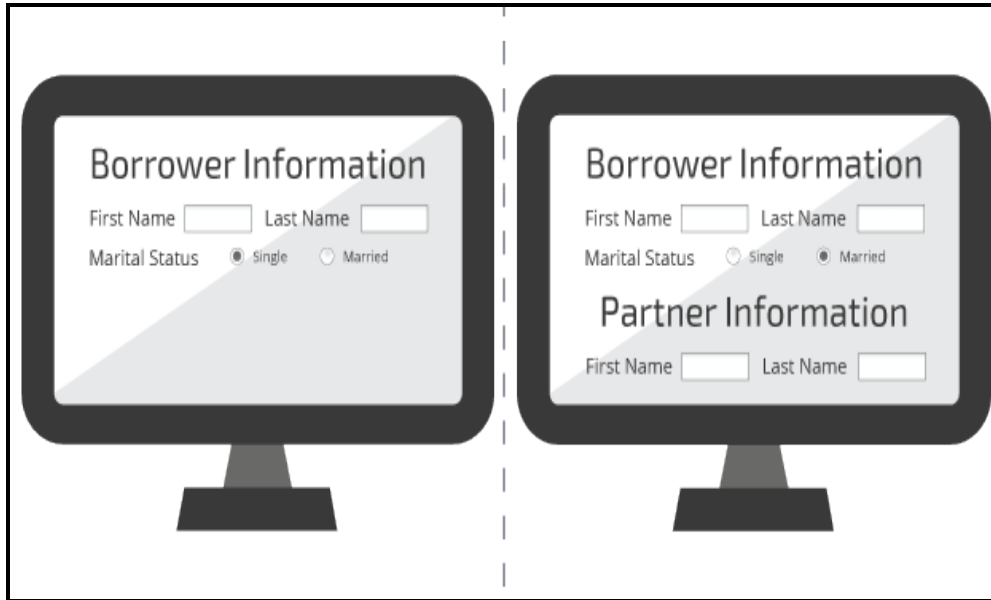 Borrower Information
First Name Last Name
Marital Status Single Married
Borrower Information
First Name Last Name
Marital Status Single Married
Partner Information
First Name Last Name